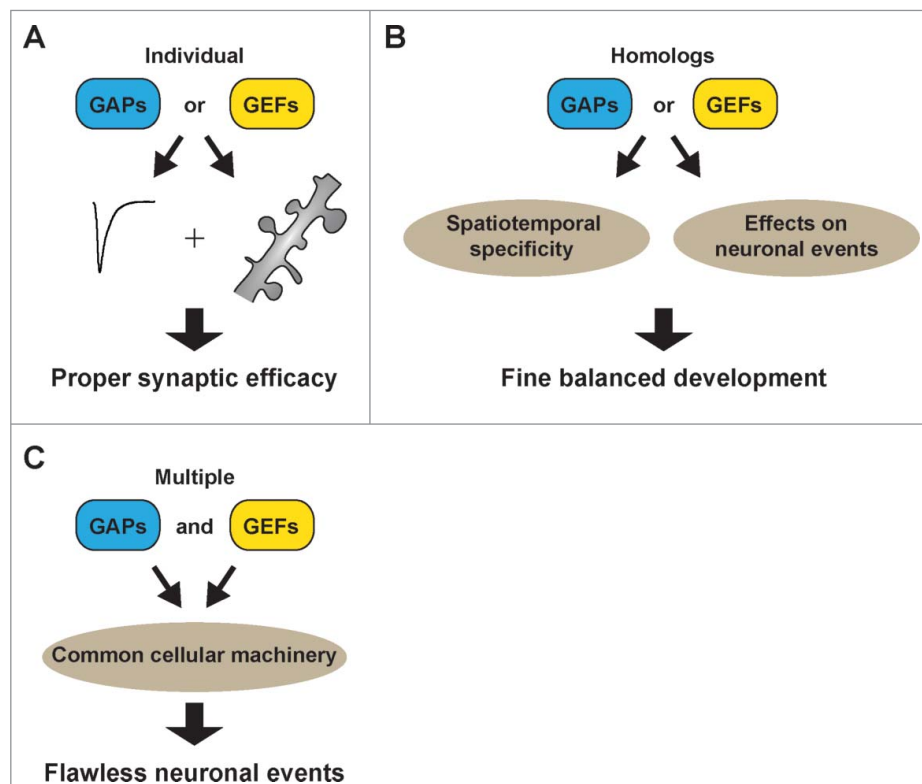 A
Individual
GAPs or GEFs
+
Proper synaptic efficacy
B
Homologs
GAPs or GEFs
Spatiotemporal
specificity
Effects on
neuronal events
Fine balanced development
C
Multiple
GAPs and GEFs
Common cellular machinery
Flawless neuronal events